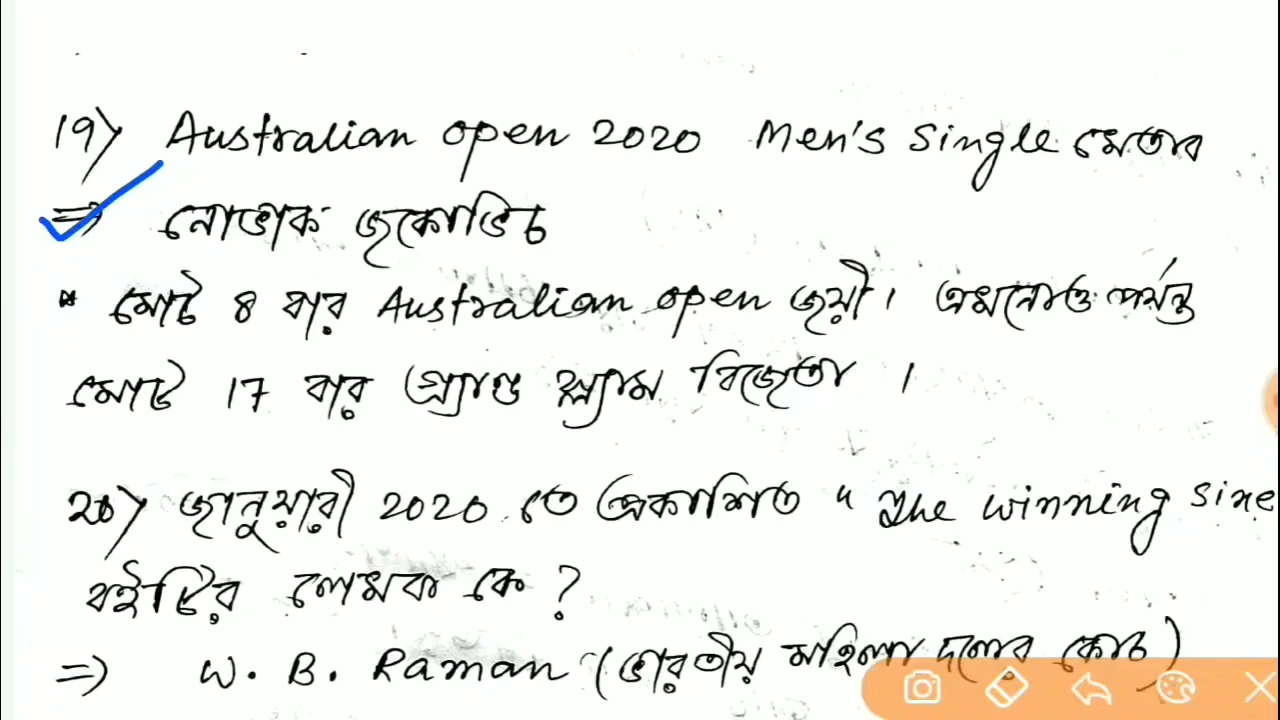 19) Australian open 2020 Men's Single খেতাব
=> নোভাক জকোভিচ
* মোট 8 বার Australian open জয়ী। এখনোও পর্যন্ত
মোট 17 বার গ্র্যাণ্ড স্ল্যাম বিজেতা ।
20) জানুয়ারী 2020 তে প্রকাশিত " The winning Sixe
বইটির লেখক কে ?
=> W. B. Raman (ভারতীয় মহিলা দলের কোচ)